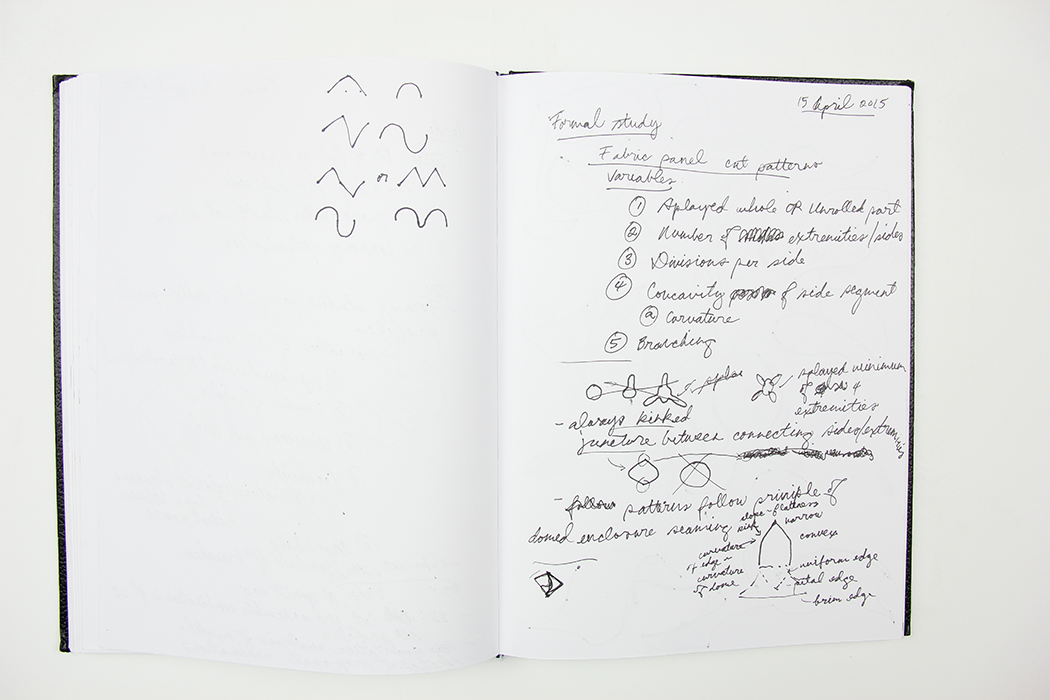 or
15 April 2015
Formal study
Fabric panel cut patterns
Variables
① Splayed whole OR Unrolled part
② Number of extremities/sides
③ Divisions per side
④ Concavity of side segment
ⓐ Curvature
⑤ Branching
splayed minimum
of 4
extremities
- always kinked
juncture between connecting sides/extremities
- patterns follow priniple of
domed enclosure seaming
slope ~ flatness
narrow
convex
curvature
of edge ~
curvature
of dome
uniform edge
petal edge
brim edge